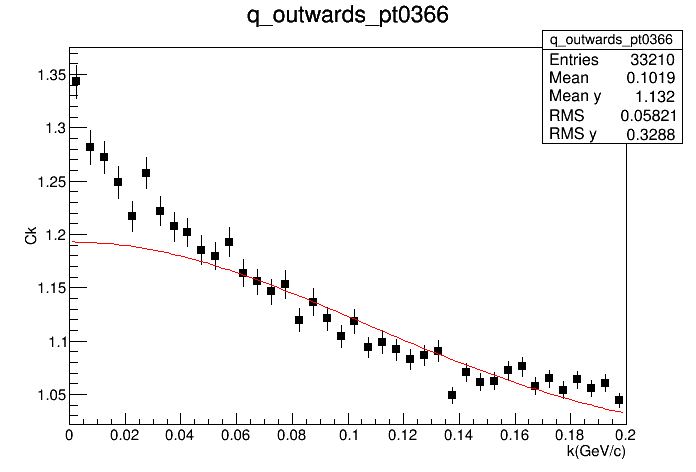 q_outwards_pt0366
q_outwards_pt0366
Entries 33210
Mean 0.1019
Mean y 1.132
RMS 0.05821
RMS y 0.3288
1.35
1.3
1.25
1.2
1.15
1.1
1.05
Ck
0 0.02 0.04 0.06 0.08 0.1 0.12 0.14 0.16 0.18 0.2
k(GeV/c)